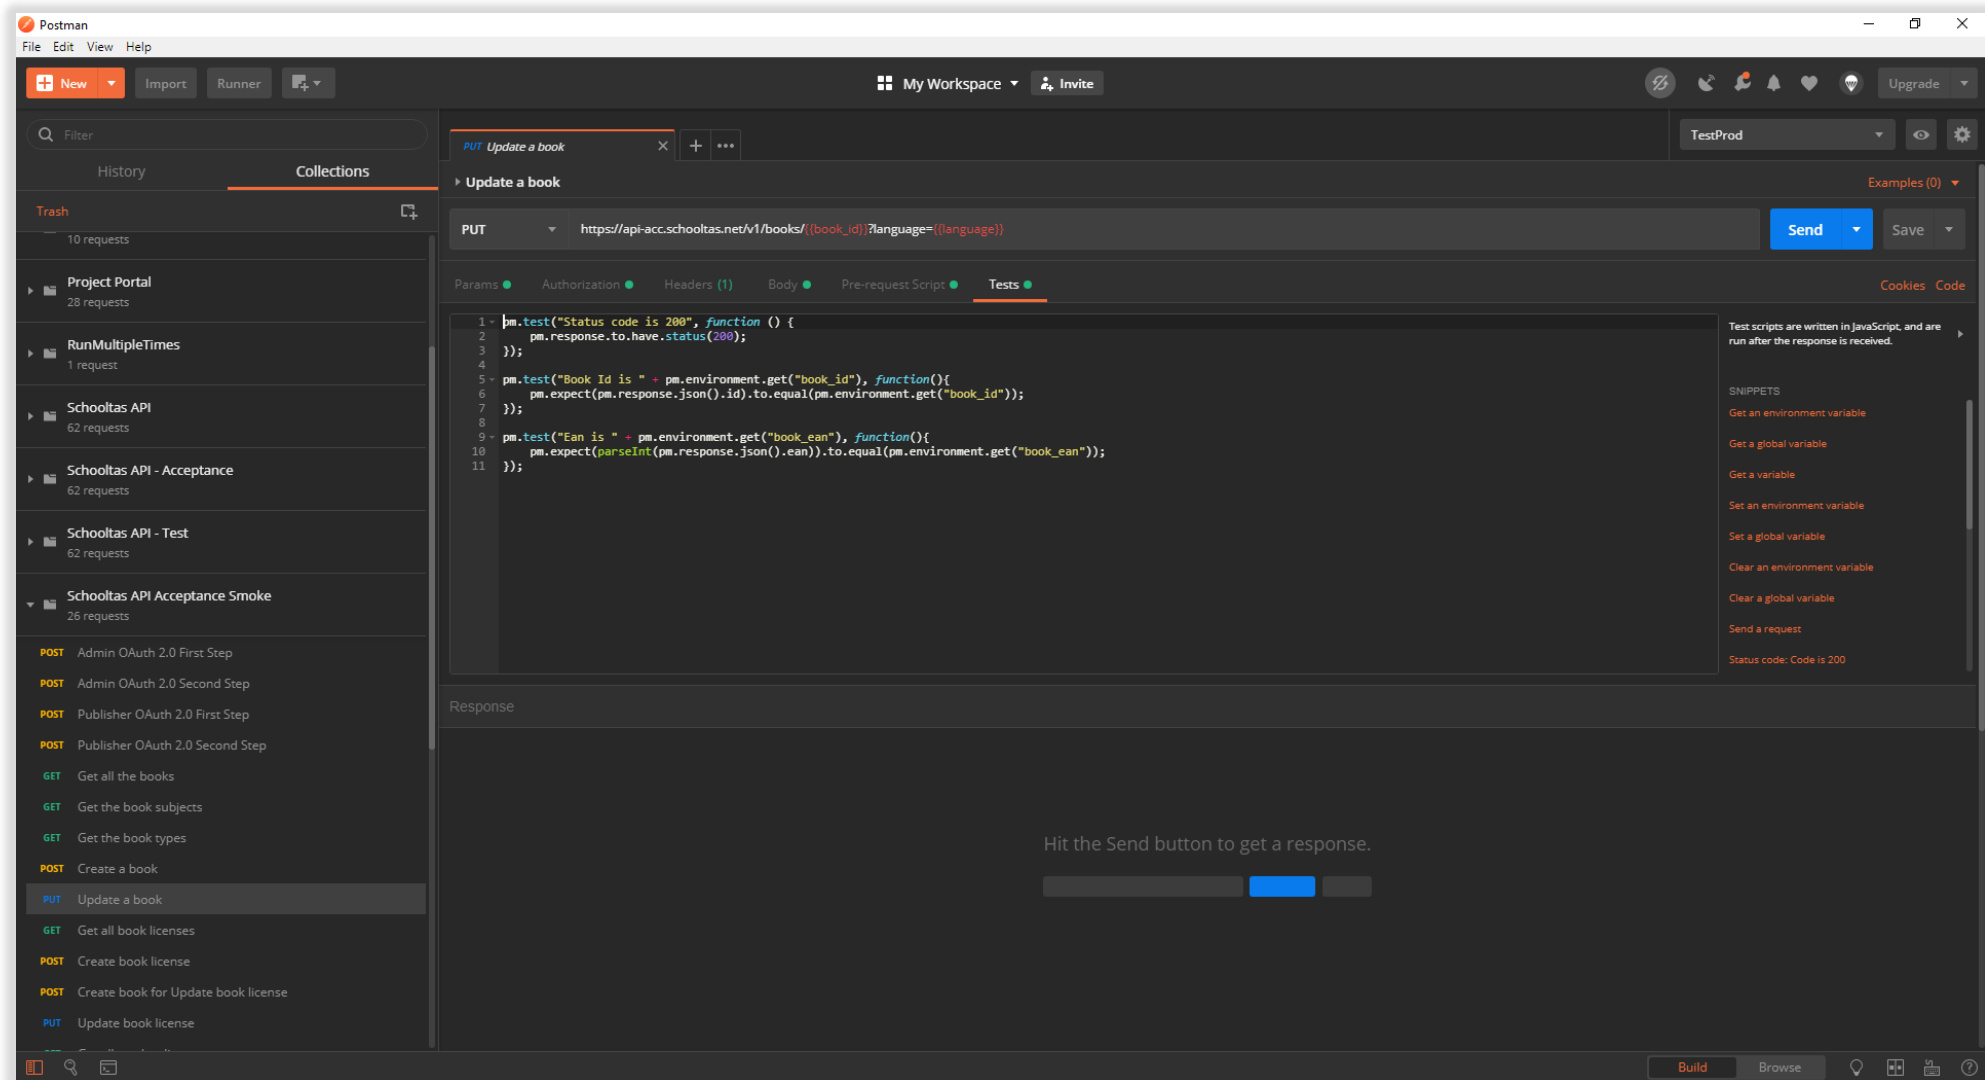 Postman
File Edit View Help
New Import Runner
My Workspace Invite
Upgrade
Filter
History Collections
Trash
10 requests
Project Portal
28 requests
RunMultipleTimes
1 request
Schooltas API
62 requests
Schooltas API - Acceptance
62 requests
Schooltas API - Test
62 requests
Schooltas API Acceptance Smoke
26 requests
POST Admin OAuth 2.0 First Step
POST Admin OAuth 2.0 Second Step
POST Publisher OAuth 2.0 First Step
POST Publisher OAuth 2.0 Second Step
GET Get all the books
GET Get the book subjects
GET Get the book types
POST Create a book
PUT Update a book
GET Get all book licenses
POST Create book license
POST Create book for Update book license
PUT Update book license
PUT Update a book
TestProd
Update a book
Examples (0)
PUT https://api-acc.schooltas.net/v1/books/{{book_id}}?language={{language}}
Send Save
Params Authorization Headers (1) Body Pre-request Script Tests
Cookies Code
1 pm.test("Status code is 200", function () {
2 pm.response.to.have.status(200);
3 });
4
5 pm.test("Book Id is " + pm.environment.get("book_id"), function(){
6 pm.expect(pm.response.json().id).to.equal(pm.environment.get("book_id"));
7 });
8
9 pm.test("Ean is " + pm.environment.get("book_ean"), function(){
10 pm.expect(parseInt(pm.response.json().ean)).to.equal(pm.environment.get("book_ean"));
11 });
Test scripts are written in JavaScript, and are
run after the response is received.
SNIPPETS
Get an environment variable
Get a global variable
Get a variable
Set an environment variable
Set a global variable
Clear an environment variable
Clear a global variable
Send a request
Status code: Code is 200
Response
Hit the Send button to get a response.
Build Browse